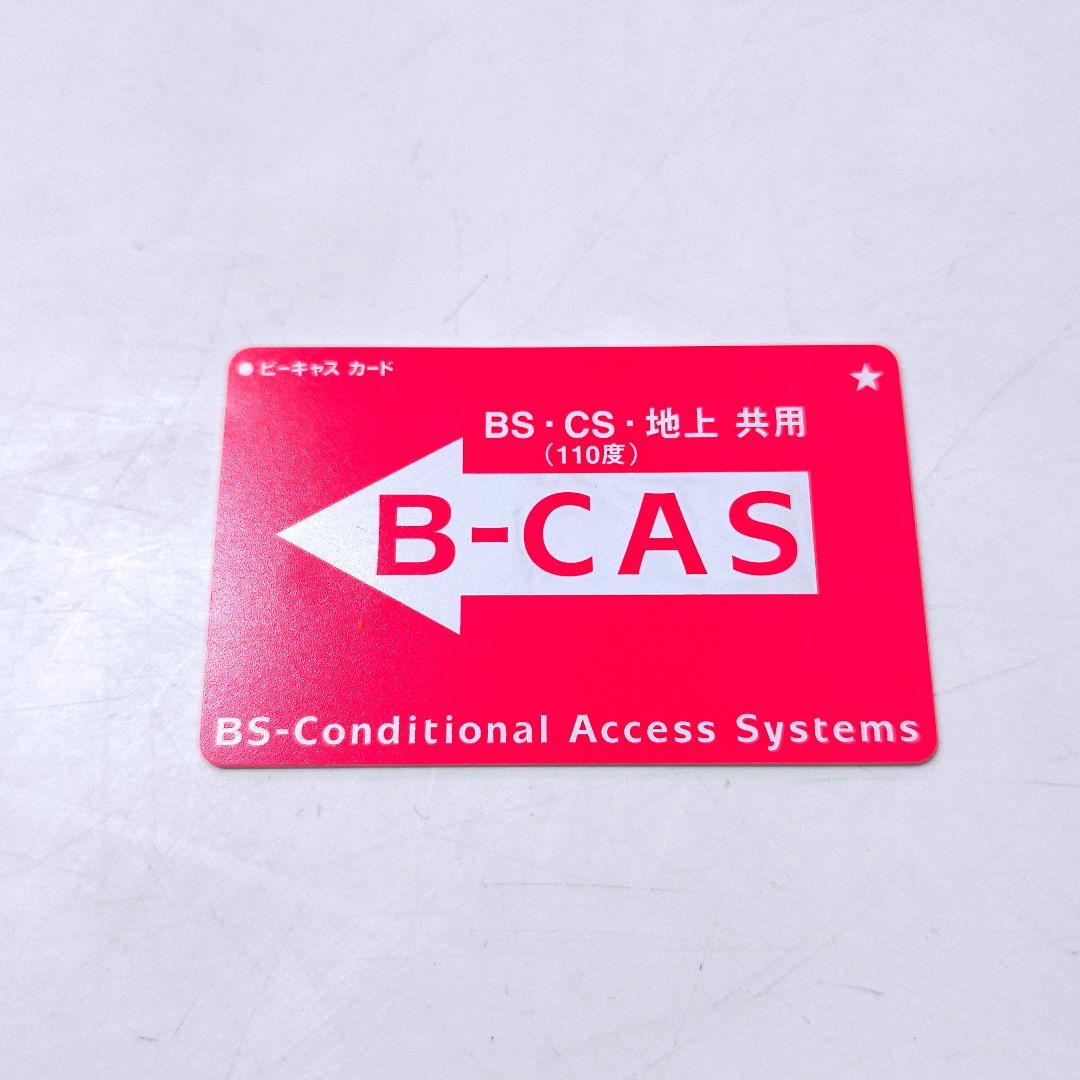 ●ビーキャス カード
★
BS・CS・地上 共用
（110度）
B-CAS
BS-Conditional Access Systems